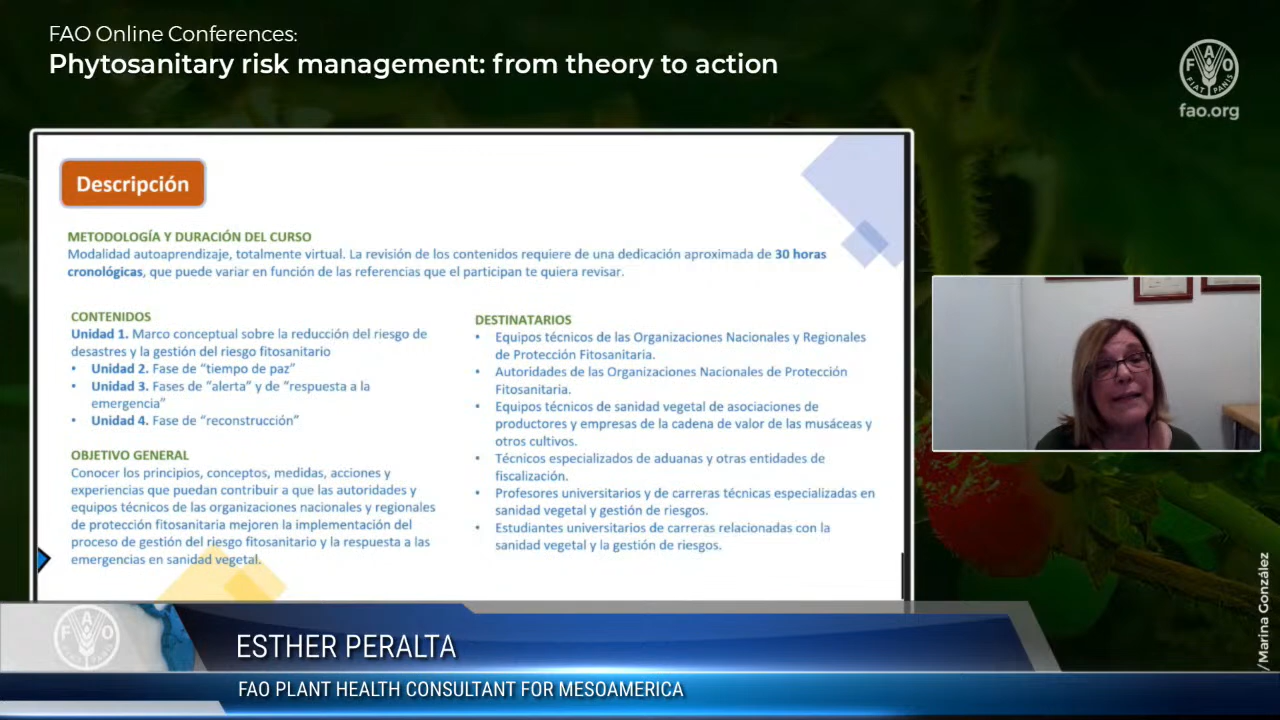 FAO Online Conferences:
Phytosanitary risk management: from theory to action
FAO
FIAT PANIS
fao.org
Descripción
METODOLOGÍA Y DURACIÓN DEL CURSO
Modalidad autoaprendizaje, totalmente virtual. La revisión de los contenidos requiere de una dedicación aproximada de 30 horas
cronológicas, que puede variar en función de las referencias que el participan te quiera revisar.
CONTENIDOS
Unidad 1. Marco conceptual sobre la reducción del riesgo de
desastres y la gestión del riesgo fitosanitario
• Unidad 2. Fase de “tiempo de paz”
• Unidad 3. Fases de “alerta” y de “respuesta a la
emergencia”
• Unidad 4. Fase de “reconstrucción”
OBJETIVO GENERAL
Conocer los principios, conceptos, medidas, acciones y
experiencias que puedan contribuir a que las autoridades y
equipos técnicos de las organizaciones nacionales y regionales
de protección fitosanitaria mejoren la implementación del
proceso de gestión del riesgo fitosanitario y la respuesta a las
emergencias en sanidad vegetal.
DESTINATARIOS
• Equipos técnicos de las Organizaciones Nacionales y Regionales
de Protección Fitosanitaria.
• Autoridades de las Organizaciones Nacionales de Protección
Fitosanitaria.
• Equipos técnicos de sanidad vegetal de asociaciones de
productores y empresas de la cadena de valor de las musáceas y
otros cultivos.
• Técnicos especializados de aduanas y otras entidades de
fiscalización.
• Profesores universitarios y de carreras técnicas especializadas en
sanidad vegetal y gestión de riesgos.
• Estudiantes universitarios de carreras relacionadas con la
sanidad vegetal y la gestión de riesgos.
/Marina González
FAO
ESTHER PERALTA
FAO PLANT HEALTH CONSULTANT FOR MESOAMERICA